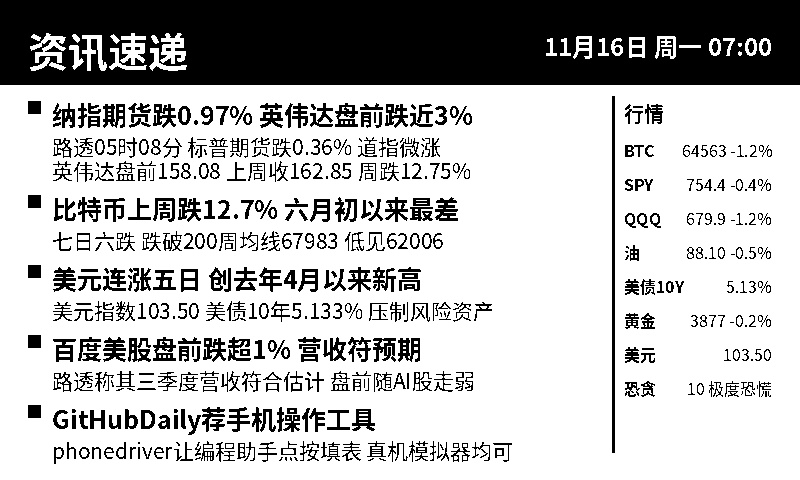 资讯速递
11月16日 周一 07:00
纳指期货跌0.97% 英伟达盘前跌近3%
路透05时08分 标普期货跌0.36% 道指微涨
英伟达盘前158.08 上周收162.85 周跌12.75%
比特币上周跌12.7% 六月初以来最差
七日六跌 跌破200周均线67983 低见62006
美元连涨五日 创去年4月以来新高
美元指数103.50 美债10年5.133% 压制风险资产
百度美股盘前跌超1% 营收符预期
路透称其三季度营收符合估计 盘前随AI股走弱
GitHubDaily荐手机操作工具
phonedriver让编程助手点按填表 真机模拟器均可
行情
BTC 64563 -1.2%
SPY 754.4 -0.4%
QQQ 679.9 -1.2%
油 88.10 -0.5%
美债10Y 5.13%
黄金 3877 -0.2%
美元 103.50
恐贪 10 极度恐慌